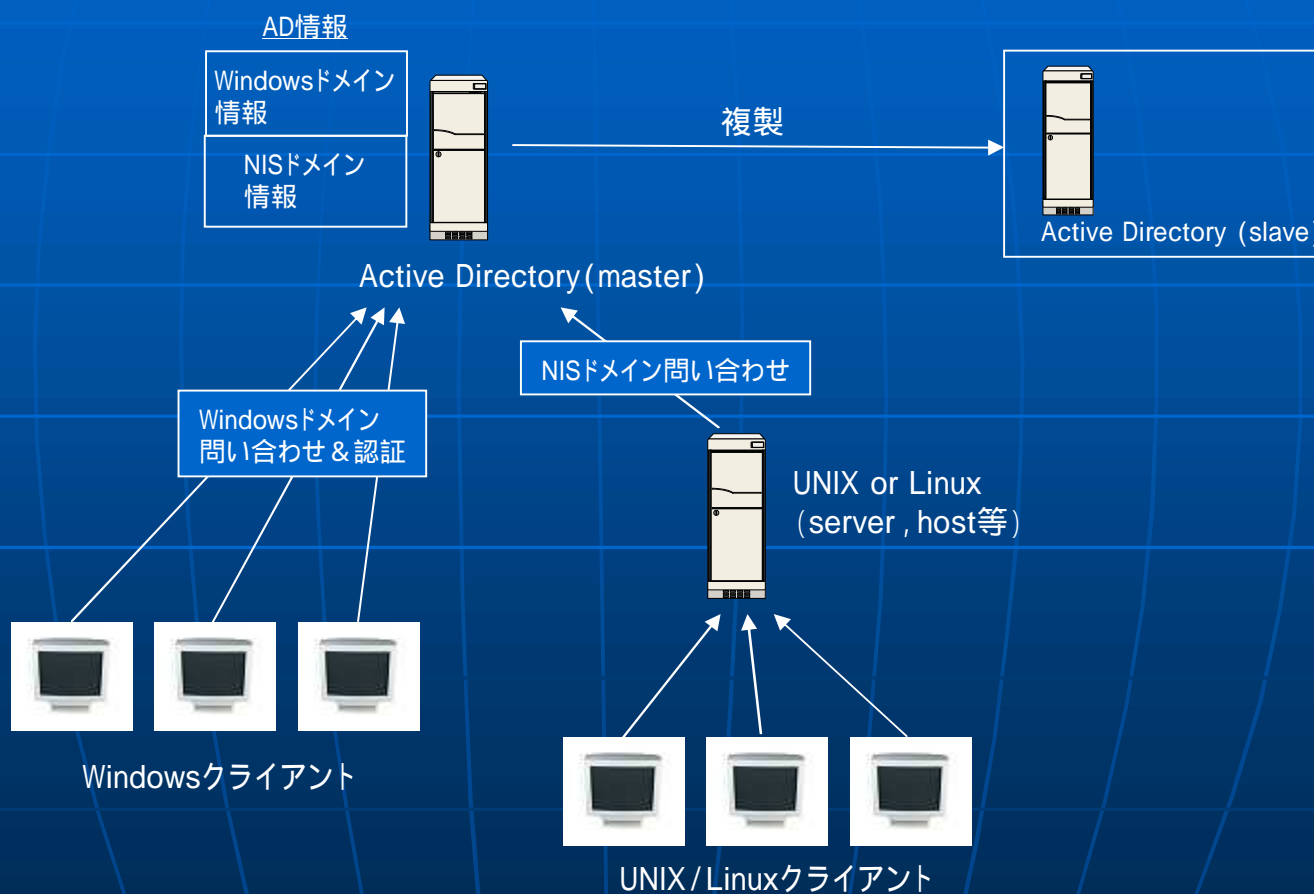 AD情報
Windowsドメイン
情報
NISドメイン
情報
複製
Active Directory (slave)
Active Directory(master)
NISドメイン問い合わせ
Windowsドメイン
問い合わせ&認証
UNIX or Linux
(server , host等)
Windowsクライアント
UNIX/Linuxクライアント